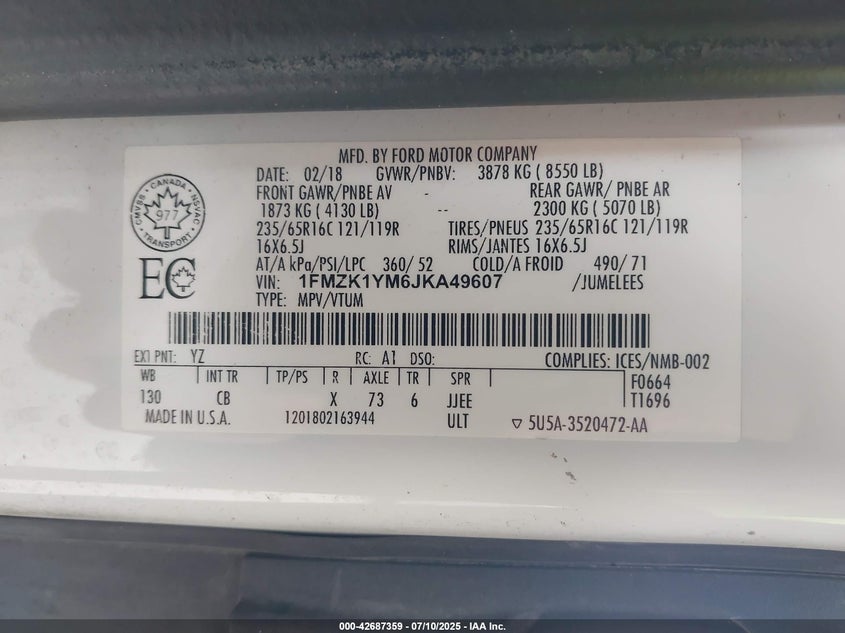 MFD. BY FORD MOTOR COMPANY
DATE: 02/18 GVWR/PNBV: 3878 KG ( 8550 LB)
FRONT GAWR/PNBE AV - REAR GAWR/ PNBE AR
1873 KG ( 4130 LB) - 2300 KG ( 5070 LB)
235/65R16C 121/119R TIRES/PNEUS 235/65R16C 121/119R
16X6.5J RIMS/JANTES 16X6.5J
AT/A kPa/PSI/LPC 360/ 52 COLD/A FROID 490/ 71
VIN: 1FMZK1YM6JKA49607 /JUMELEES
TYPE: MPV/VTUM
CANADA
CMVSS NSVAC
977
TRANSPORT
EC
EXT PNT: YZ RC: A1 DSO: COMPLIES: ICES/NMB-002
WB INT TR TP/PS R AXLE TR SPR F0664
130 CB X 73 6 JJEE T1696
MADE IN U.S.A. 1201802163944 ULT ▽ 5U5A-3520472-AA
000-42687359 | 07/10/2025 | IAA Inc.